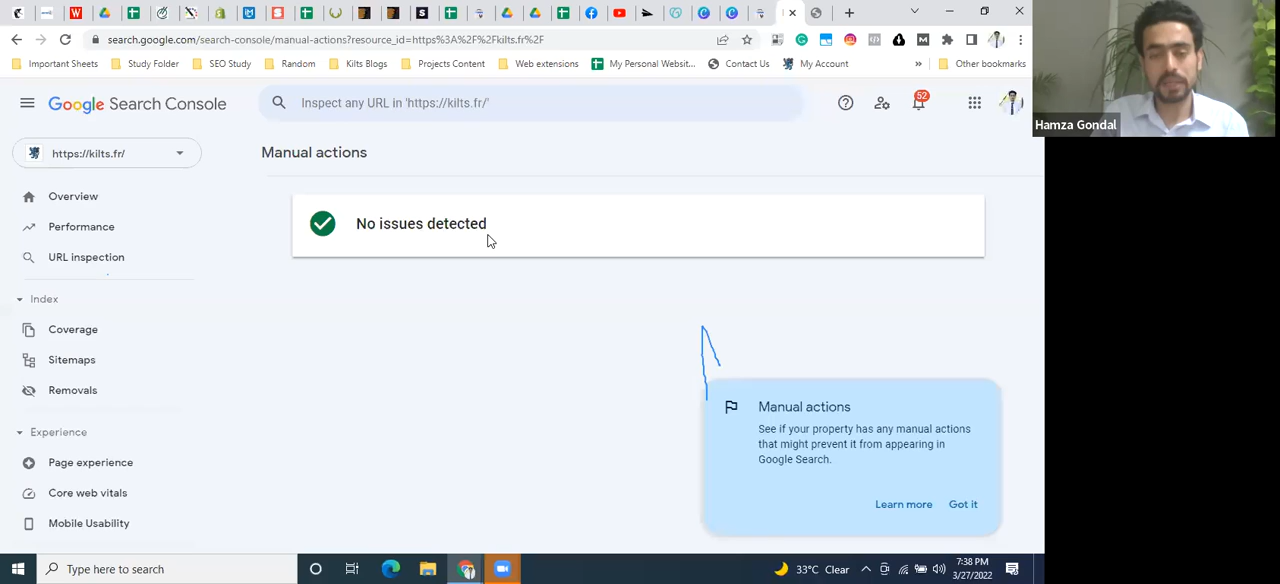 search.google.com/search-console/manual-actions?resource_id=https%3A%2F%2Fkilts.fr%2F
Important Sheets
Study Folder
SEO Study
Random
Kilts Blogs
Projects Content
Web extensions
My Personal Websit...
Contact Us
My Account
»
Other bookmarks
Hamza Gondal
Google Search Console
Inspect any URL in 'https://kilts.fr/'
52
https://kilts.fr/
Manual actions
Overview
Performance
URL inspection
No issues detected
Index
Coverage
Sitemaps
Removals
Experience
Page experience
Core web vitals
Mobile Usability
Manual actions
See if your property has any manual actions
that might prevent it from appearing in
Google Search.
Learn more
Got it
Type here to search
33°C Clear
7:38 PM
3/27/2022